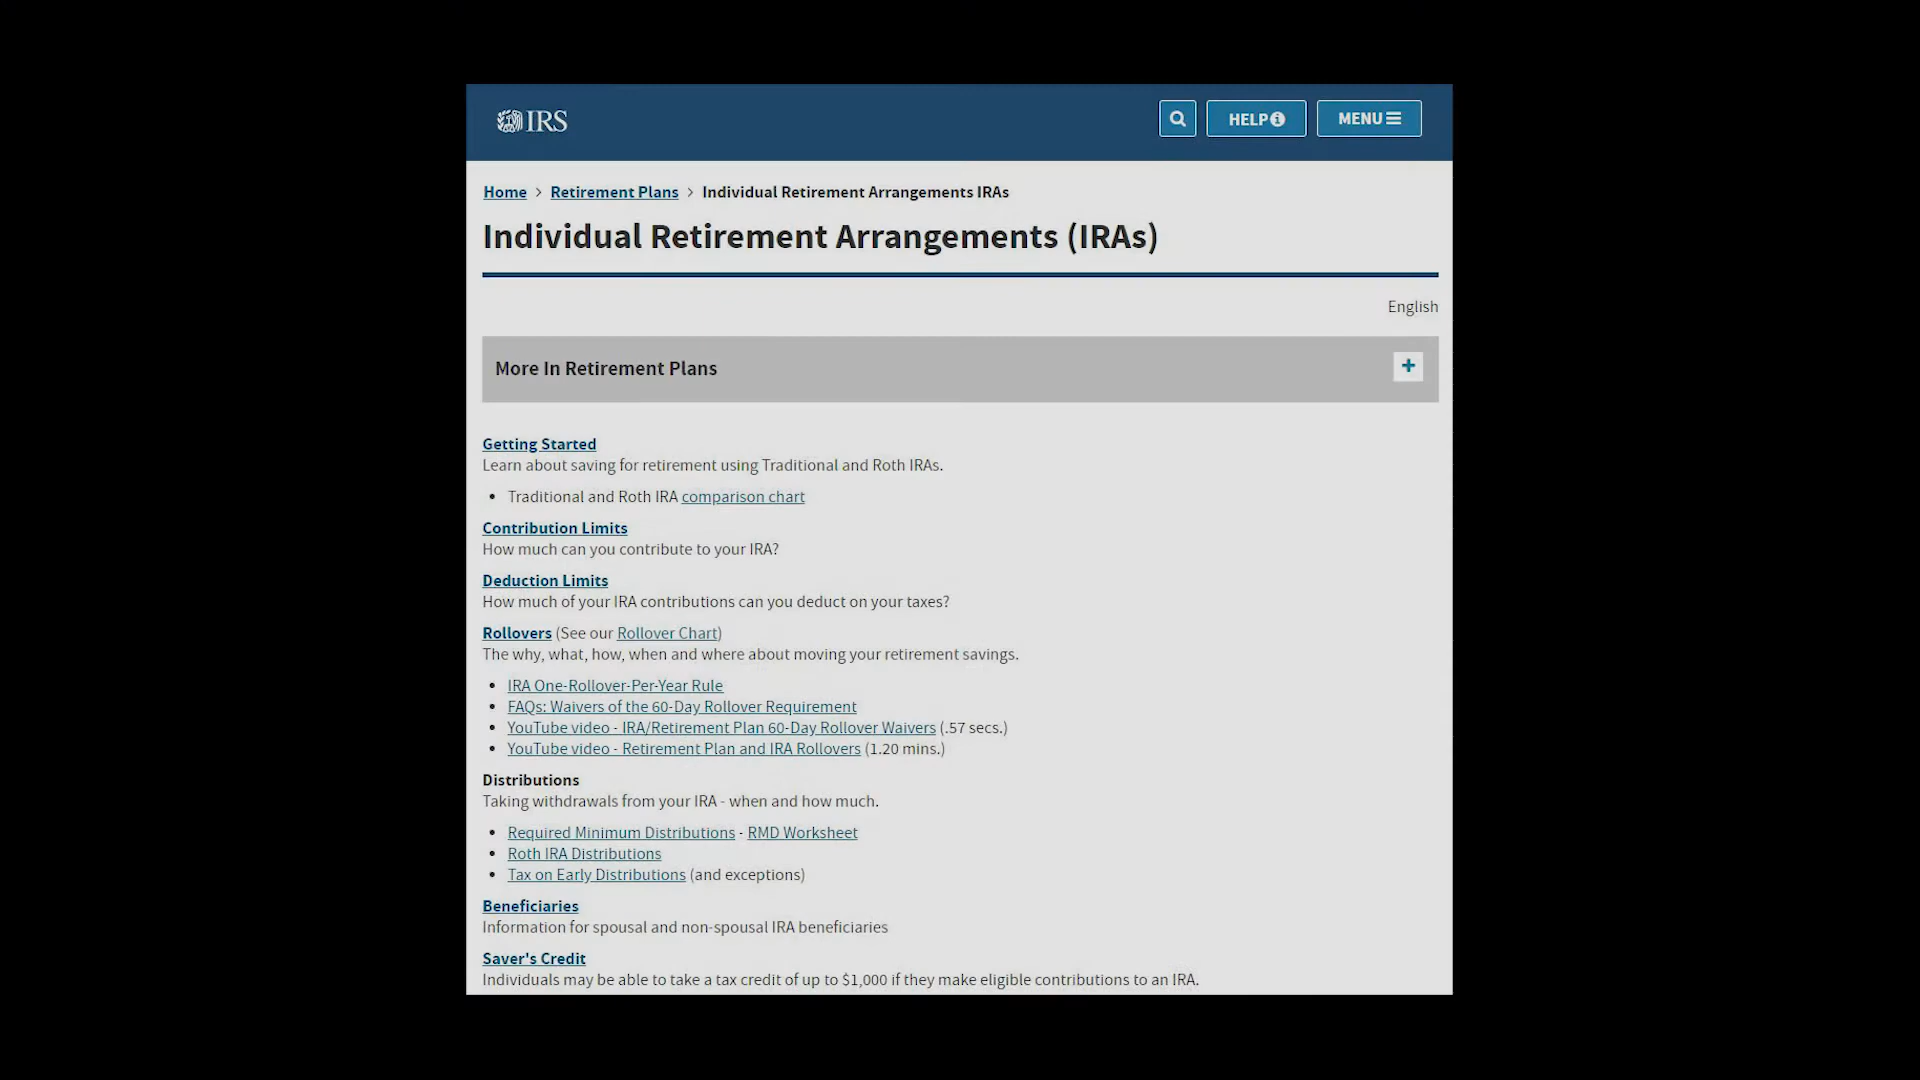 IRS
HELP
MENU
Home > Retirement Plans > Individual Retirement Arrangements IRAs
Individual Retirement Arrangements (IRAs)
English
More In Retirement Plans
+
Getting Started
Learn about saving for retirement using Traditional and Roth IRAs.
• Traditional and Roth IRA comparison chart
Contribution Limits
How much can you contribute to your IRA?
Deduction Limits
How much of your IRA contributions can you deduct on your taxes?
Rollovers (See our Rollover Chart)
The why, what, how, when and where about moving your retirement savings.
• IRA One-Rollover-Per-Year Rule
• FAQs: Waivers of the 60-Day Rollover Requirement
• YouTube video - IRA/Retirement Plan 60-Day Rollover Waivers (.57 secs.)
• YouTube video - Retirement Plan and IRA Rollovers (1.20 mins.)
Distributions
Taking withdrawals from your IRA - when and how much.
• Required Minimum Distributions - RMD Worksheet
• Roth IRA Distributions
• Tax on Early Distributions (and exceptions)
Beneficiaries
Information for spousal and non-spousal IRA beneficiaries
Saver's Credit
Individuals may be able to take a tax credit of up to $1,000 if they make eligible contributions to an IRA.